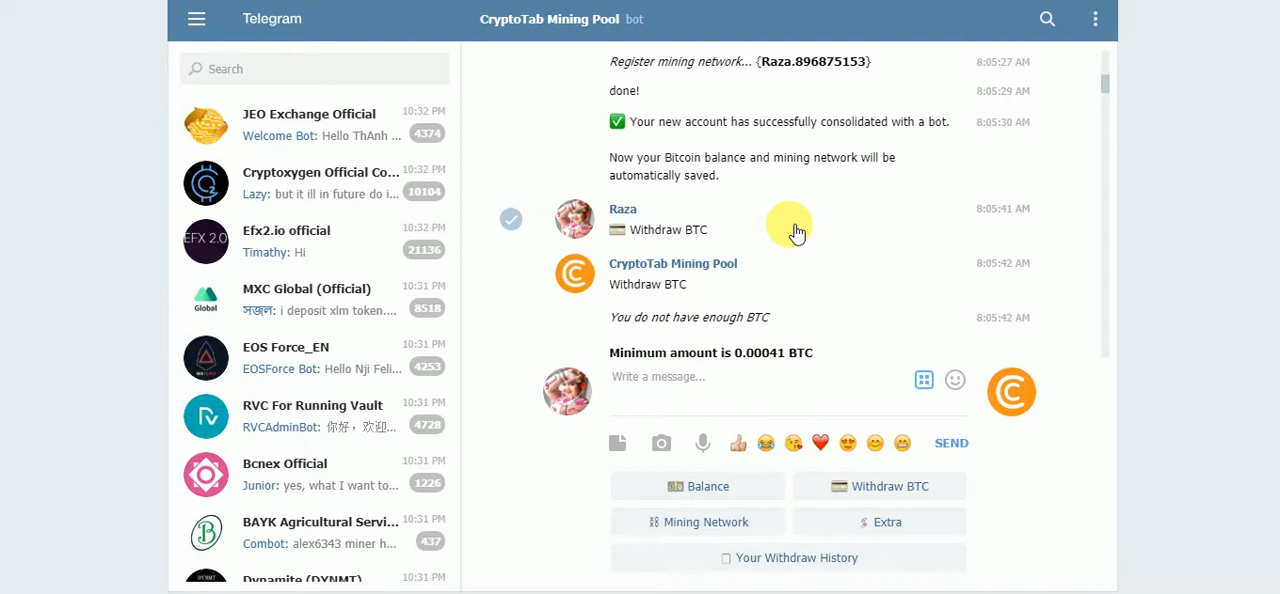 Telegram
CryptoTab Mining Pool bot
Search
JEO Exchange Official 10:32 PM
Welcome Bot: Hello ThAnh ... 4374
Cryptoxygen Official Co... 10:32 PM
Lazy: but it ill in future do i... 10104
Efx2.io official 10:32 PM
Timathy: Hi 21136
EFX 2.0
MXC Global (Official) 10:31 PM
সজল: i deposit xlm token.... 8518
Global
EOS Force_EN 10:31 PM
EOSForce Bot: Hello Nji Feli... 4253
RVC For Running Vault 10:31 PM
RVCAdminBot: 你好，欢迎... 4728
Bcnex Official 10:31 PM
Junior: yes, what I want to... 1226
BAYK Agricultural Servi... 10:31 PM
Combot: alex6343 miner h... 437
Dynamite (DYNMT) 10:31 PM
Register mining network... {Raza.896875153} 8:05:27 AM
done! 8:05:29 AM
✅ Your new account has successfully consolidated with a bot. 8:05:30 AM
Now your Bitcoin balance and mining network will be
automatically saved.
Raza 8:05:41 AM
💳 Withdraw BTC
CryptoTab Mining Pool 8:05:42 AM
Withdraw BTC
You do not have enough BTC 8:05:42 AM
Minimum amount is 0.00041 BTC
Write a message...
SEND
💵 Balance
💳 Withdraw BTC
⛓ Mining Network
Extra
📋 Your Withdraw History